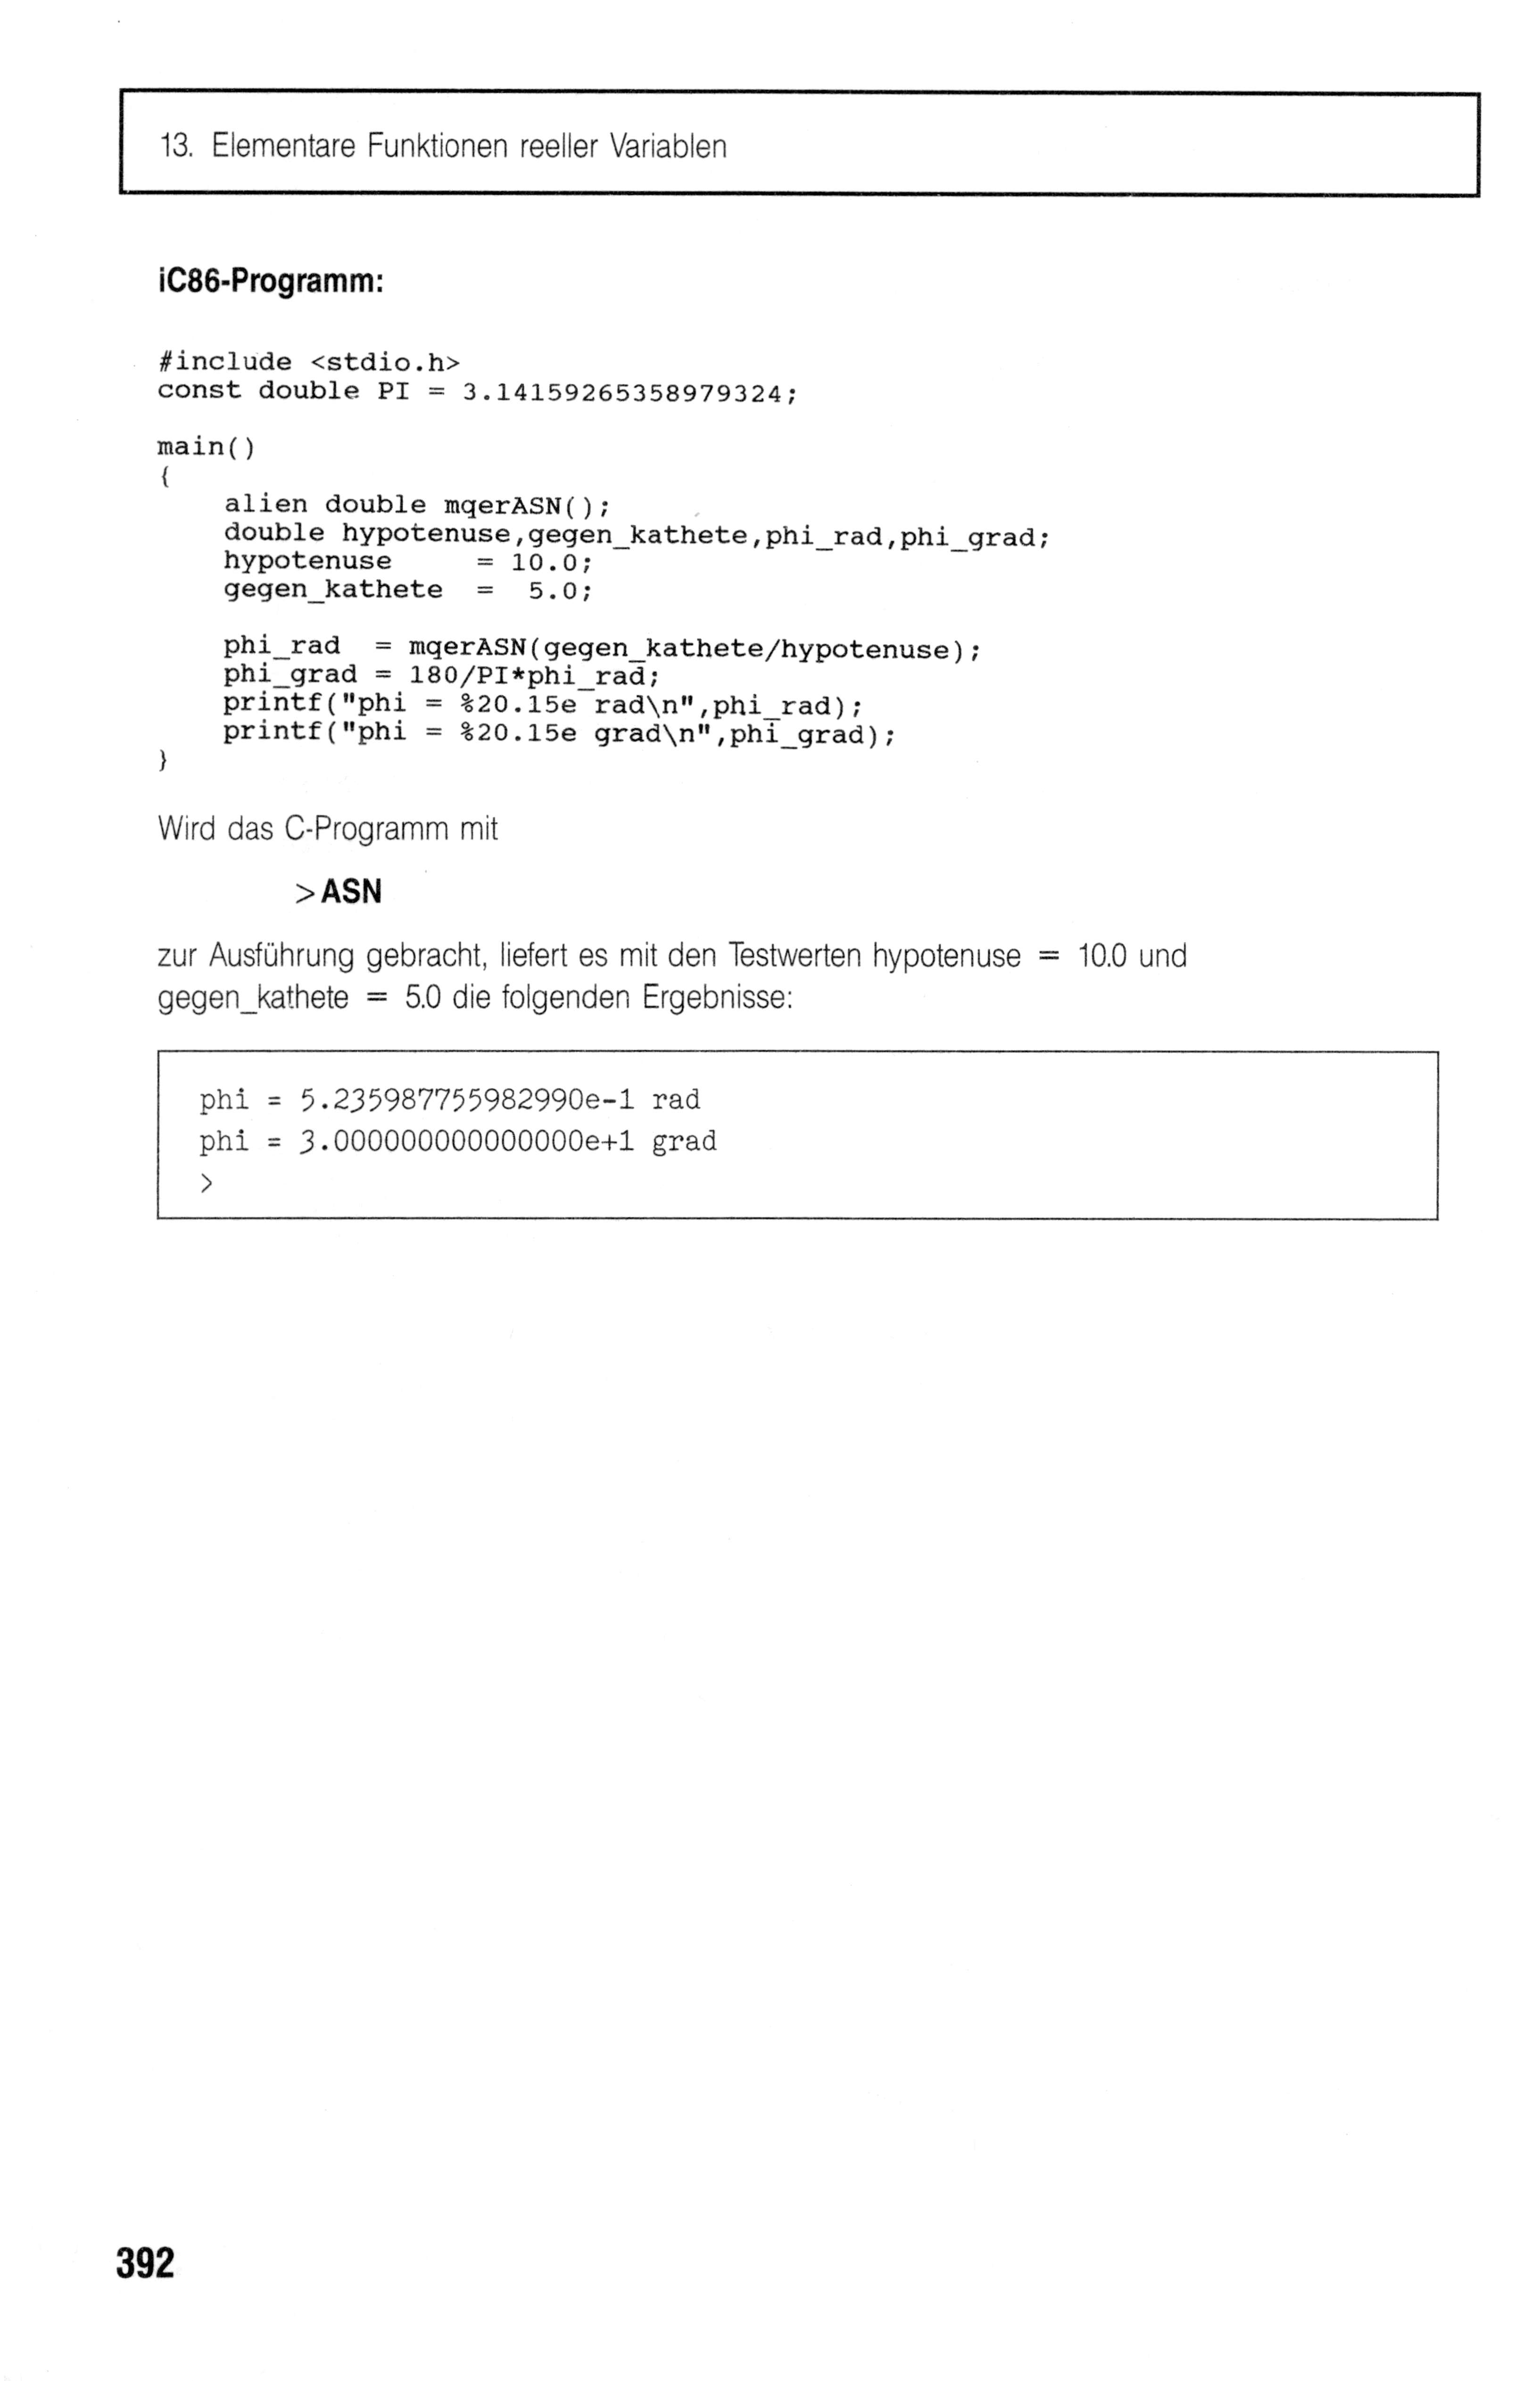 13. Elementare Funktionen reeller Variablen
iC86-Programm:
#include <stdio.h>
const double PI = 3.14159265358979324;
main()
{
alien double mqerASN();
double hypotenuse,gegen_kathete,phi_rad,phi_grad;
hypotenuse = 10.0;
gegen_kathete = 5.0;
phi_rad = mqerASN(gegen_kathete/hypotenuse);
phi_grad = 180/PI*phi_rad;
printf("phi = %20.15e rad\n",phi_rad);
printf("phi = %20.15e grad\n",phi_grad);
}
Wird das C-Programm mit
>ASN
zur Ausführung gebracht, liefert es mit den Testwerten hypotenuse = 10.0 und
gegen_kathete = 5.0 die folgenden Ergebnisse:
phi = 5.235987755982990e-1 rad
phi = 3.000000000000000e+1 grad
>
392